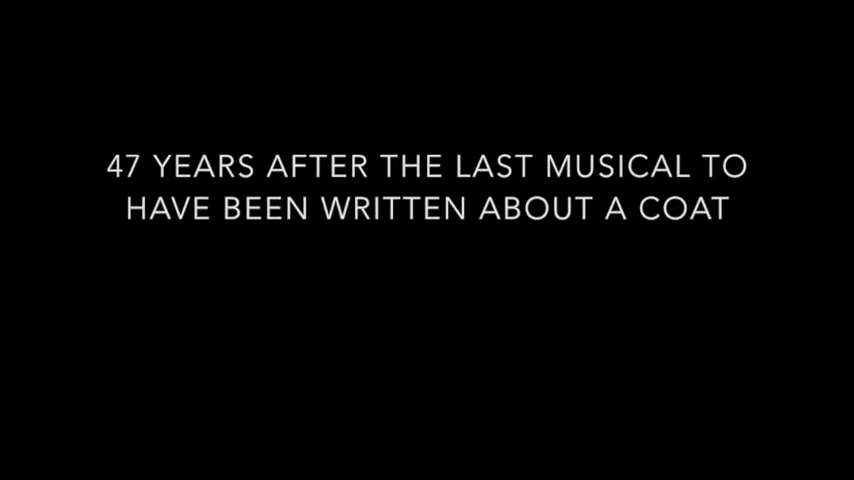 47 YEARS AFTER THE LAST MUSICAL TO
HAVE BEEN WRITTEN ABOUT A COAT